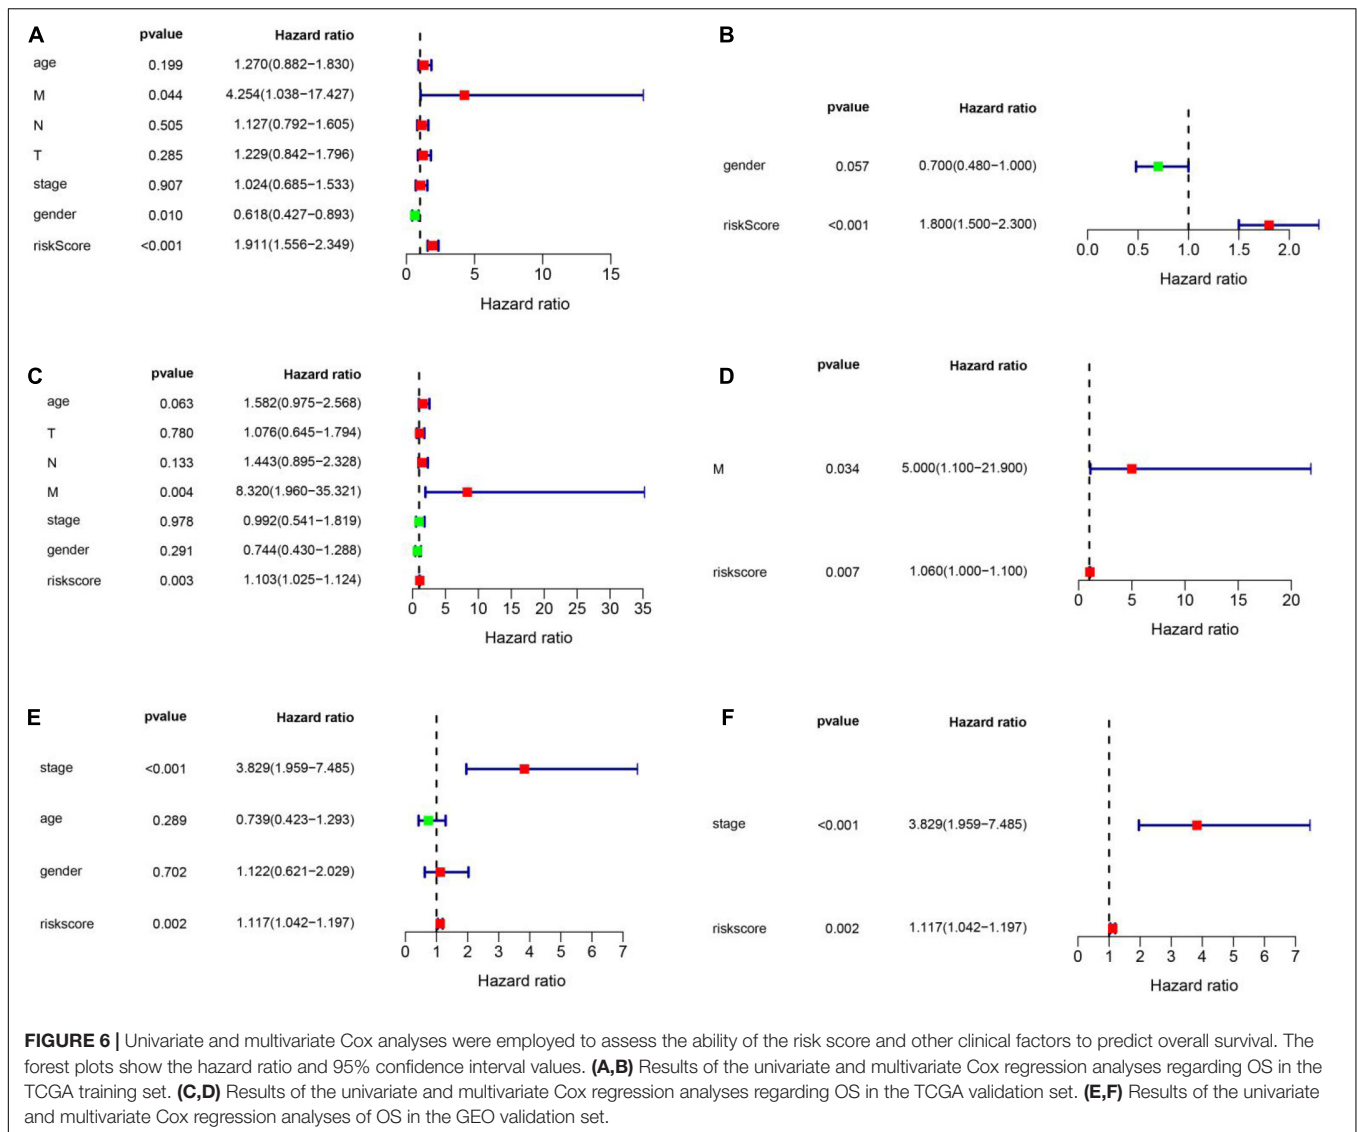 A
pvalue Hazard ratio
age 0.199 1.270(0.882−1.830)
M 0.044 4.254(1.038−17.427)
N 0.505 1.127(0.792−1.605)
T 0.285 1.229(0.842−1.796)
stage 0.907 1.024(0.685−1.533)
gender 0.010 0.618(0.427−0.893)
riskScore <0.001 1.911(1.556−2.349)
0 5 10 15
Hazard ratio
B
pvalue Hazard ratio
gender 0.057 0.700(0.480−1.000)
riskScore <0.001 1.800(1.500−2.300)
0.0 0.5 1.0 1.5 2.0
Hazard ratio
C
pvalue Hazard ratio
age 0.063 1.582(0.975−2.568)
T 0.780 1.076(0.645−1.794)
N 0.133 1.443(0.895−2.328)
M 0.004 8.320(1.960−35.321)
stage 0.978 0.992(0.541−1.819)
gender 0.291 0.744(0.430−1.288)
riskscore 0.003 1.103(1.025−1.124)
0 5 10 15 20 25 30 35
Hazard ratio
D
pvalue Hazard ratio
M 0.034 5.000(1.100−21.900)
riskscore 0.007 1.060(1.000−1.100)
0 5 10 15 20
Hazard ratio
E
pvalue Hazard ratio
stage <0.001 3.829(1.959−7.485)
age 0.289 0.739(0.423−1.293)
gender 0.702 1.122(0.621−2.029)
riskscore 0.002 1.117(1.042−1.197)
0 1 2 3 4 5 6 7
Hazard ratio
F
pvalue Hazard ratio
stage <0.001 3.829(1.959−7.485)
riskscore 0.002 1.117(1.042−1.197)
0 1 2 3 4 5 6 7
Hazard ratio
FIGURE 6 | Univariate and multivariate Cox analyses were employed to assess the ability of the risk score and other clinical factors to predict overall survival. The
forest plots show the hazard ratio and 95% confidence interval values. (A,B) Results of the univariate and multivariate Cox regression analyses regarding OS in the
TCGA training set. (C,D) Results of the univariate and multivariate Cox regression analyses regarding OS in the TCGA validation set. (E,F) Results of the univariate
and multivariate Cox regression analyses of OS in the GEO validation set.